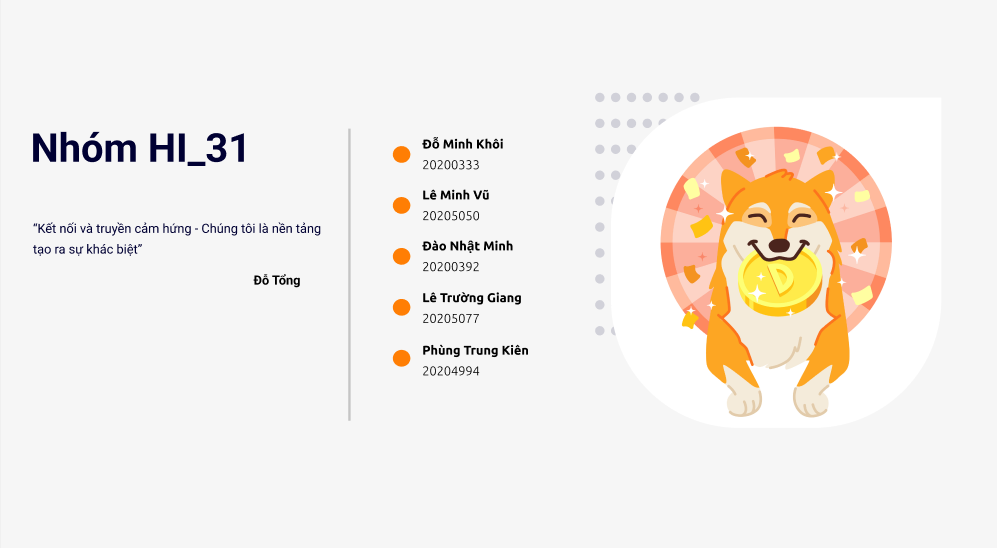 Nhóm HI_31
“Kết nối và truyền cảm hứng - Chúng tôi là nền tảng
tạo ra sự khác biệt”
Đỗ Tổng
Đỗ Minh Khôi
20200333
Lê Minh Vũ
20205050
Đào Nhật Minh
20200392
Lê Trường Giang
20205077
Phùng Trung Kiên
20204994
D